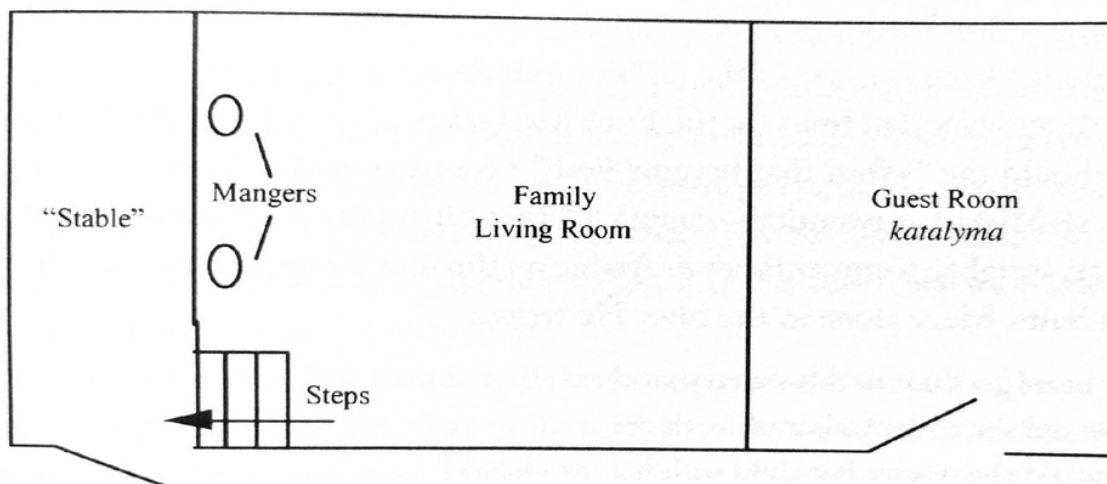 “Stable”
Mangers
Family
Living Room
Guest Room
katalyma
Steps